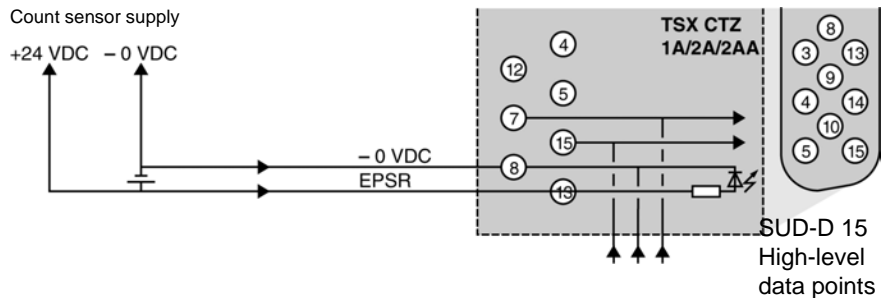 Count sensor supply
+24 VDC – 0 VDC
TSX CTZ
1A/2A/2AA
4
12
5
7
15
– 0 VDC
8
EPSR
13
8
3 13
9
4 14
10
5 15
SUD-D 15
High-level
data points